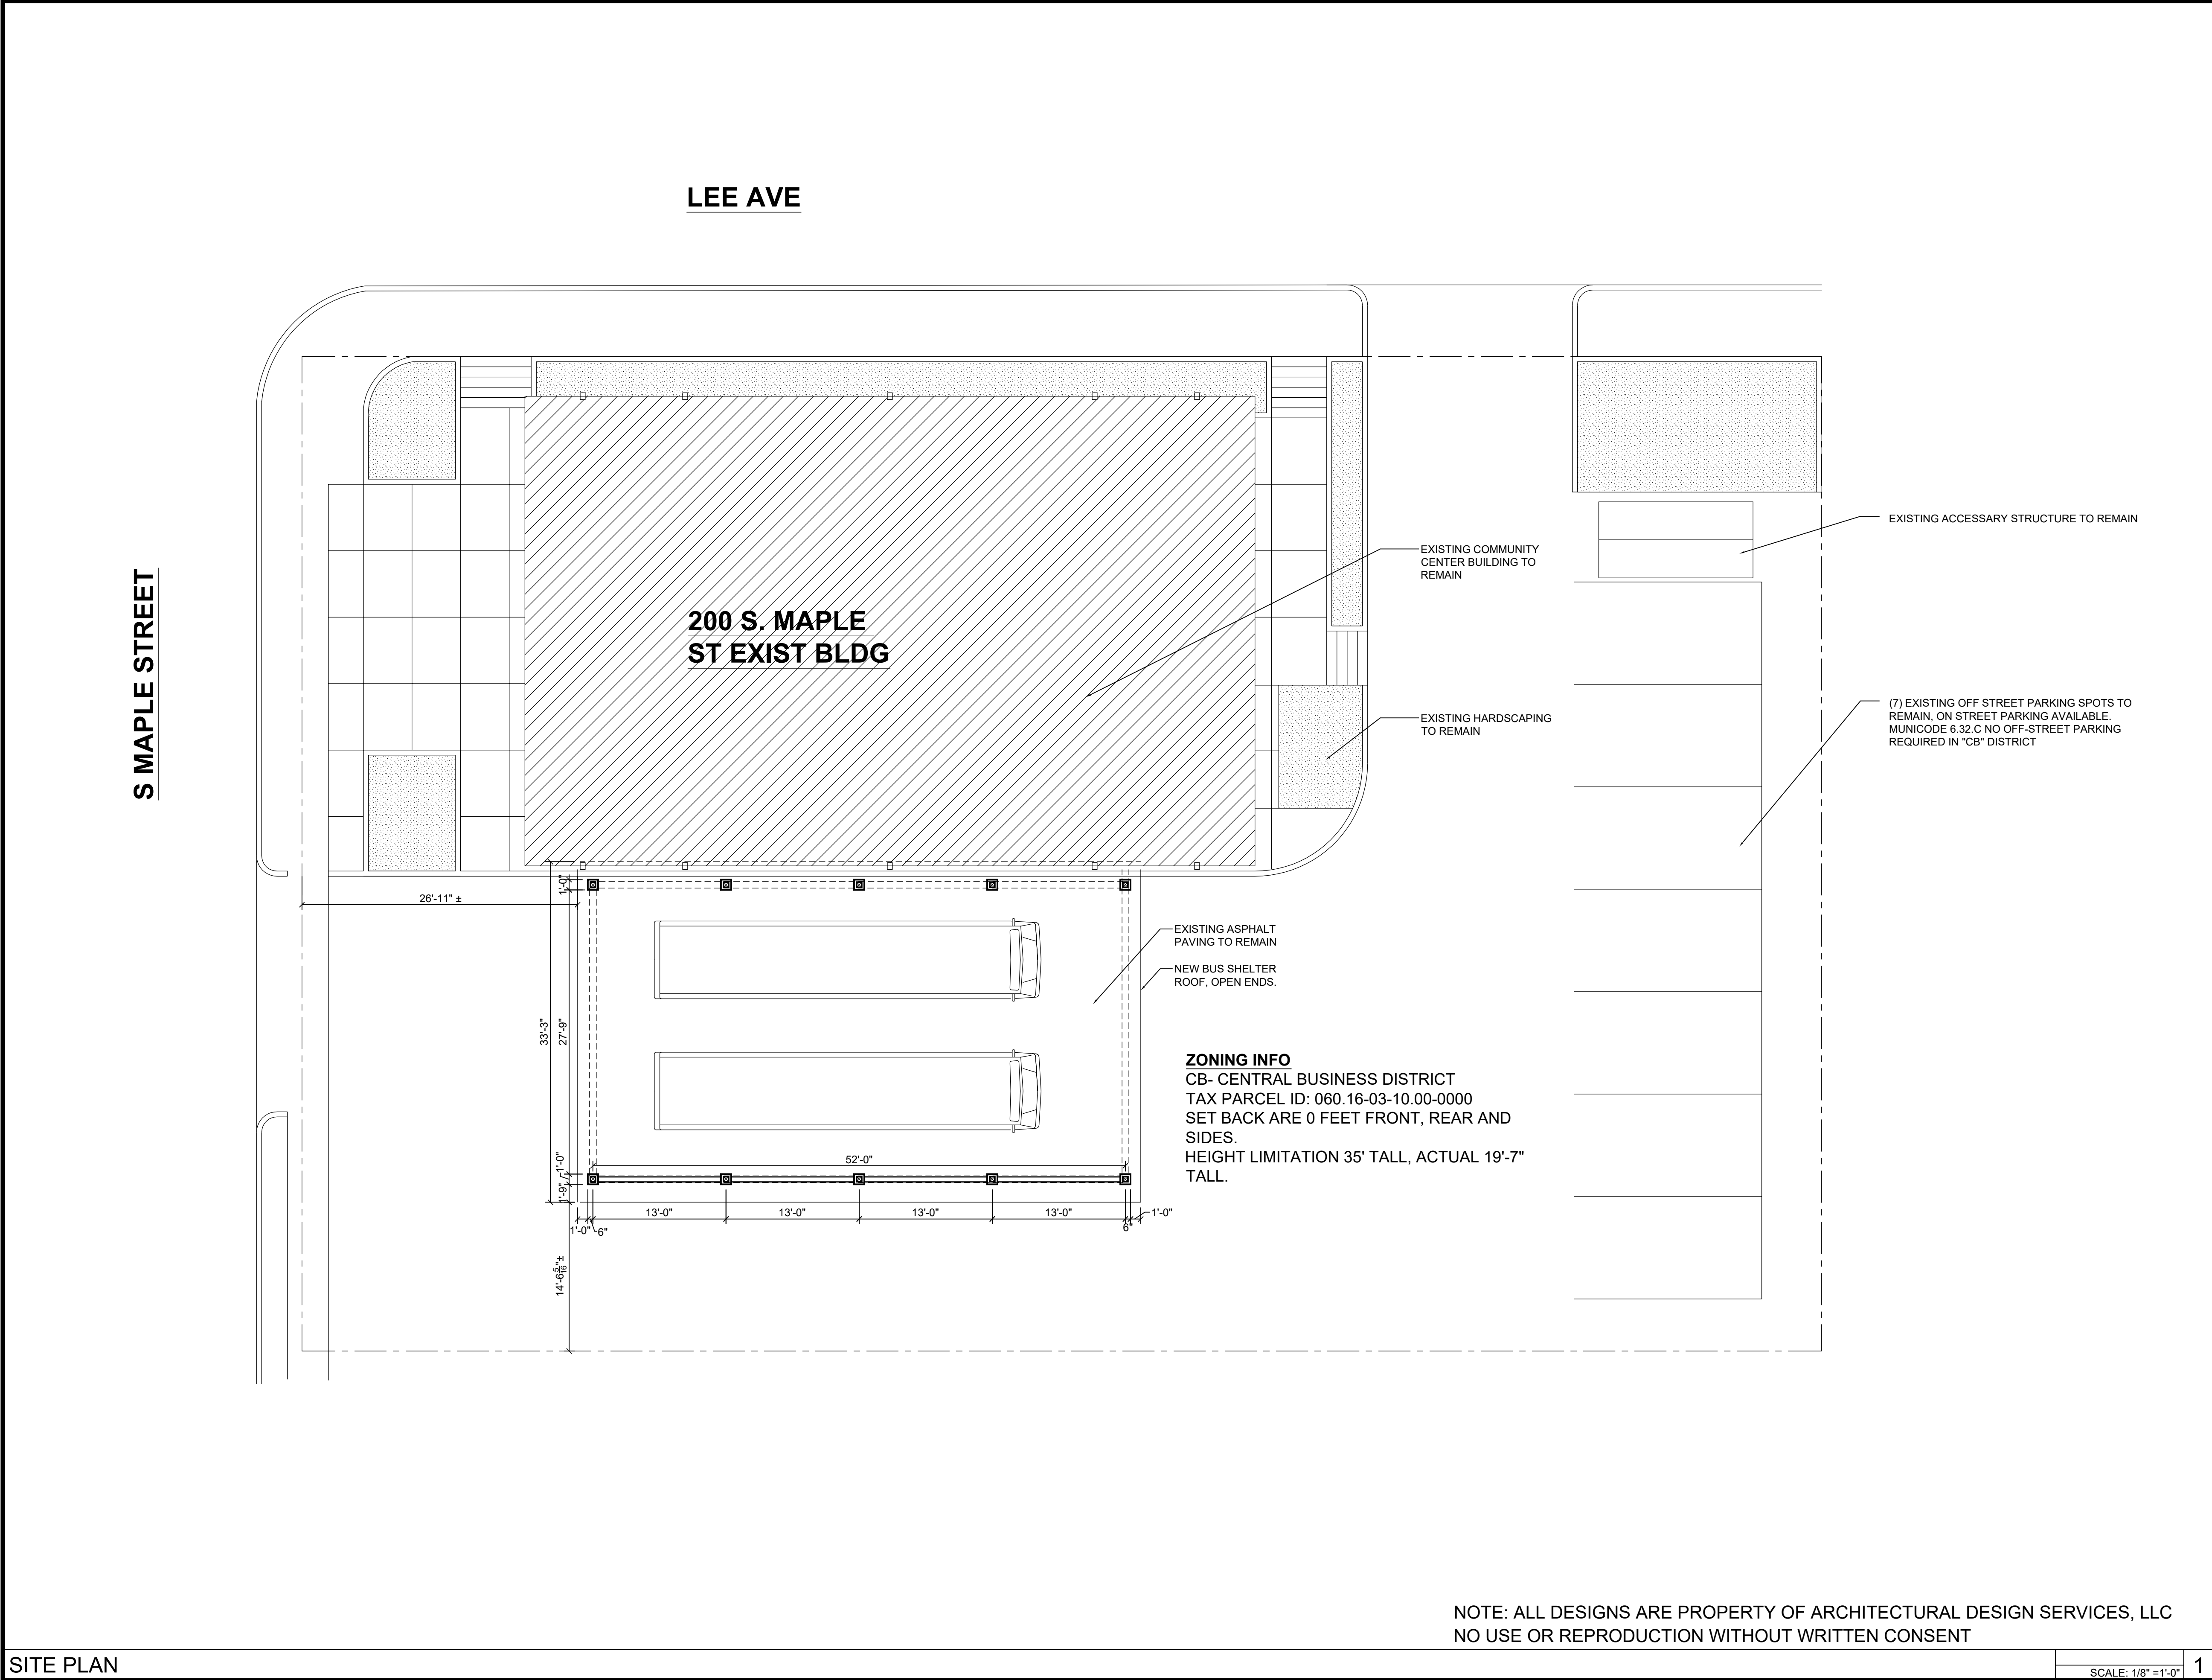 LEE AVE
S MAPLE STREET
200 S. MAPLE
ST EXIST BLDG
EXISTING ACCESSARY STRUCTURE TO REMAIN
EXISTING COMMUNITY
CENTER BUILDING TO
REMAIN
(7) EXISTING OFF STREET PARKING SPOTS TO
REMAIN, ON STREET PARKING AVAILABLE.
MUNICODE 6.32.C NO OFF-STREET PARKING
REQUIRED IN "CB" DISTRICT
EXISTING HARDSCAPING
TO REMAIN
26'-11" ±
1'-0"
EXISTING ASPHALT
PAVING TO REMAIN
NEW BUS SHELTER
ROOF, OPEN ENDS.
33'-3"
27'-9"
ZONING INFO
CB- CENTRAL BUSINESS DISTRICT
TAX PARCEL ID: 060.16-03-10.00-0000
SET BACK ARE 0 FEET FRONT, REAR AND
SIDES.
HEIGHT LIMITATION 35' TALL, ACTUAL 19'-7"
TALL.
52'-0"
1'-0"
1'-9"
13'-0"
13'-0"
13'-0"
13'-0"
1'-0"
1'-0"
6"
6"
14'-6 5/16" ±
NOTE: ALL DESIGNS ARE PROPERTY OF ARCHITECTURAL DESIGN SERVICES, LLC
NO USE OR REPRODUCTION WITHOUT WRITTEN CONSENT
SITE PLAN
SCALE: 1/8" =1'-0"
1